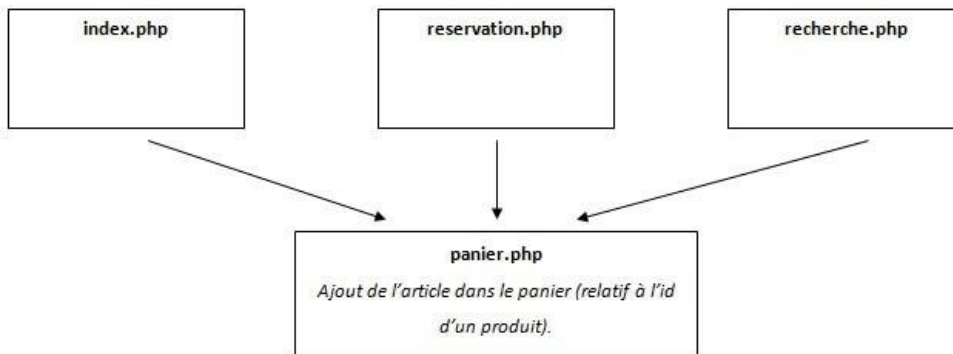 index.php
reservation.php
recherche.php
panier.php
Ajout de l’article dans le panier (relatif à l’id
d’un produit).